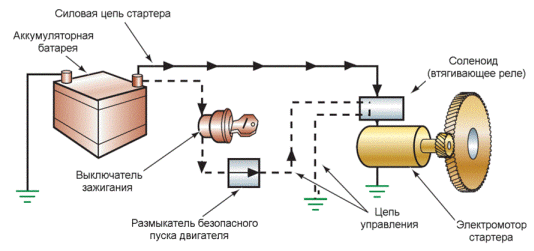 Силовая цепь стартера
Аккумуляторная
батарея
Соленоид
(втягивающее реле)
Выключатель
зажигания
Размыкатель безопасного
пуска двигателя
Цепь
управления
Электромотор
стартера